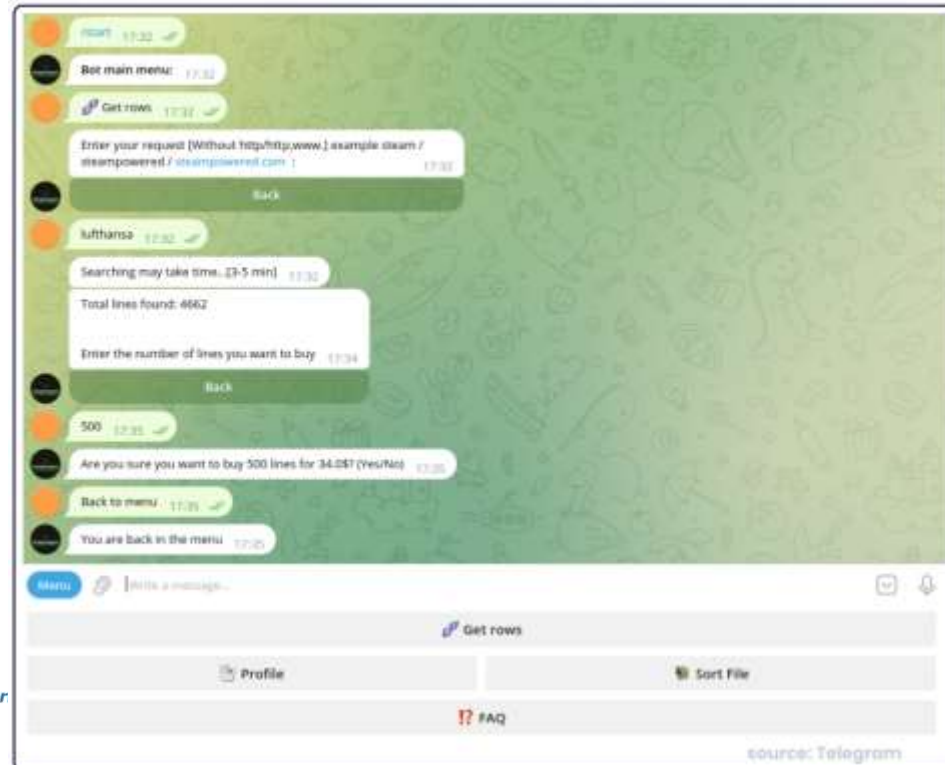 /start 17:32
Bot main menu: 17:32
Get rows 17:32
Enter your request [Without http/http,www.] example steam /
steampowered / steampowered.com : 17:32
Back
lufthansa 17:32
Searching may take time.. [3-5 min] 17:32
Total lines found: 4662
Enter the number of lines you want to buy 17:34
Back
500 17:35
Are you sure you want to buy 500 lines for 34.0$? (Yes/No) 17:35
Back to menu 17:35
You are back in the menu 17:35
Menu Write a message...
Get rows
Profile Sort File
r
⁉ FAQ
source: Telegram